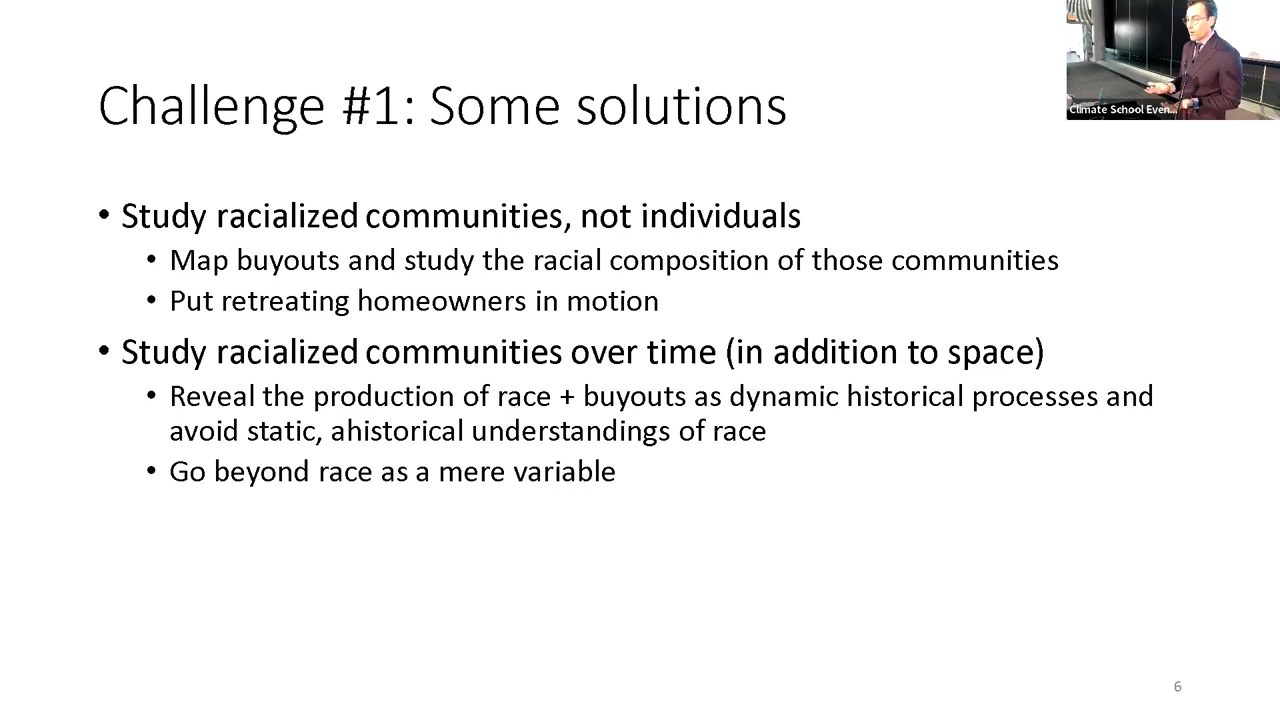 Climate School Even...
Challenge #1: Some solutions
• Study racialized communities, not individuals
• Map buyouts and study the racial composition of those communities
• Put retreating homeowners in motion
• Study racialized communities over time (in addition to space)
• Reveal the production of race + buyouts as dynamic historical processes and
avoid static, ahistorical understandings of race
• Go beyond race as a mere variable
6